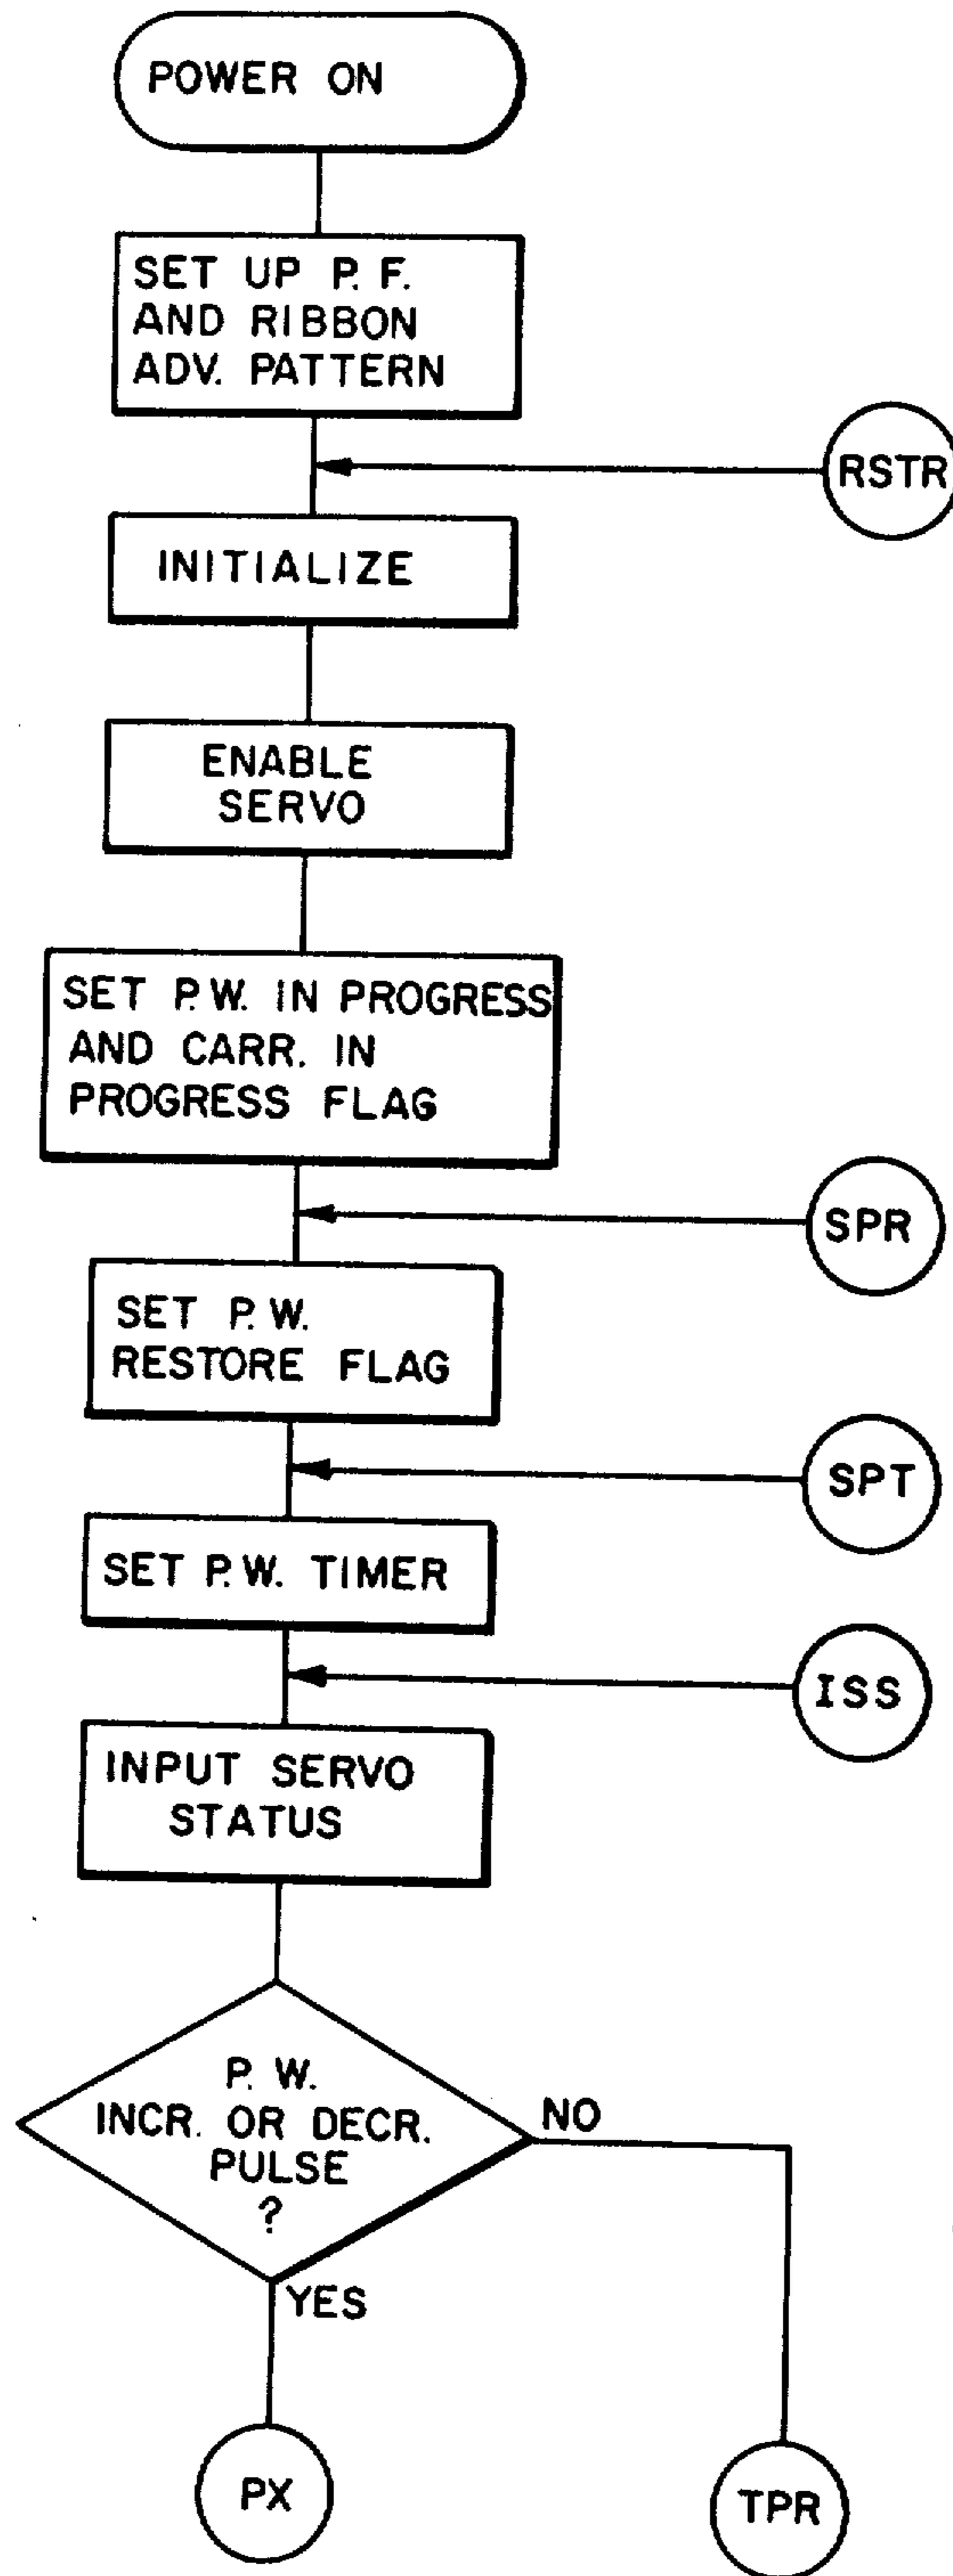 POWER ON
SET UP P. F.
AND RIBBON
ADV. PATTERN
RSTR
INITIALIZE
ENABLE
SERVO
SET P.W. IN PROGRESS
AND CARR. IN
PROGRESS FLAG
SPR
SET P.W.
RESTORE FLAG
SPT
SET P.W. TIMER
ISS
INPUT SERVO
STATUS
P. W.
INCR. OR DECR.
PULSE
?
NO
YES
PX
TPR